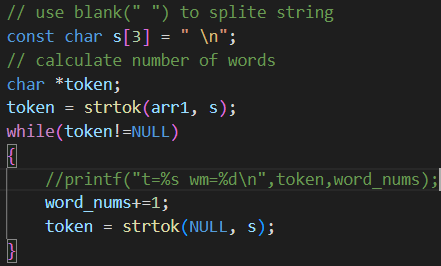 // use blank(" ") to splite string
const char s[3] = " \n";
// calculate number of words
char *token;
token = strtok(arr1, s);
while(token!=NULL)
{
    //printf("t=%s wm=%d\n",token,word_nums);
    word_nums+=1;
    token = strtok(NULL, s);
}